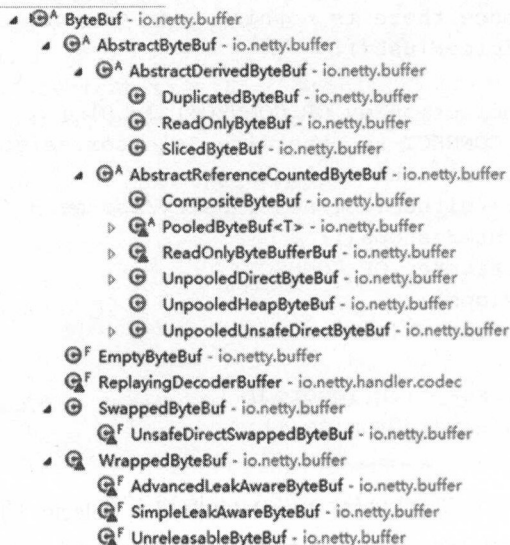 ByteBuf - io.netty.buffer
AbstractByteBuf - io.netty.buffer
AbstractDerivedByteBuf - io.netty.buffer
DuplicatedByteBuf - io.netty.buffer
ReadOnlyByteBuf - io.netty.buffer
SlicedByteBuf - io.netty.buffer
AbstractReferenceCountedByteBuf - io.netty.buffer
CompositeByteBuf - io.netty.buffer
PooledByteBuf<T> - io.netty.buffer
ReadOnlyByteBufferBuf - io.netty.buffer
UnpooledDirectByteBuf - io.netty.buffer
UnpooledHeapByteBuf - io.netty.buffer
UnpooledUnsafeDirectByteBuf - io.netty.buffer
EmptyByteBuf - io.netty.buffer
ReplayingDecoderBuffer - io.netty.handler.codec
SwappedByteBuf - io.netty.buffer
UnsafeDirectSwappedByteBuf - io.netty.buffer
WrappedByteBuf - io.netty.buffer
AdvancedLeakAwareByteBuf - io.netty.buffer
SimpleLeakAwareByteBuf - io.netty.buffer
UnreleasableByteBuf - io.netty.buffer